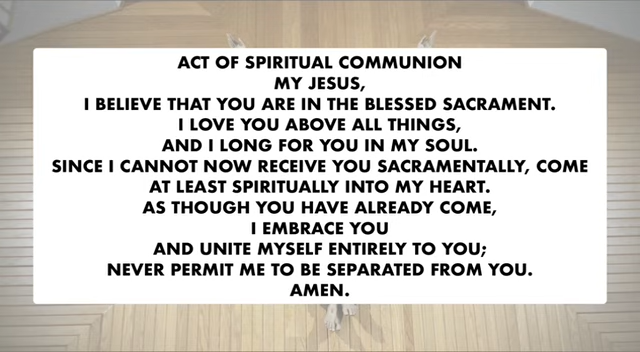 ACT OF SPIRITUAL COMMUNION
MY JESUS,
I BELIEVE THAT YOU ARE IN THE BLESSED SACRAMENT.
I LOVE YOU ABOVE ALL THINGS,
AND I LONG FOR YOU IN MY SOUL.
SINCE I CANNOT NOW RECEIVE YOU SACRAMENTALLY, COME
AT LEAST SPIRITUALLY INTO MY HEART.
AS THOUGH YOU HAVE ALREADY COME,
I EMBRACE YOU
AND UNITE MYSELF ENTIRELY TO YOU;
NEVER PERMIT ME TO BE SEPARATED FROM YOU.
AMEN.